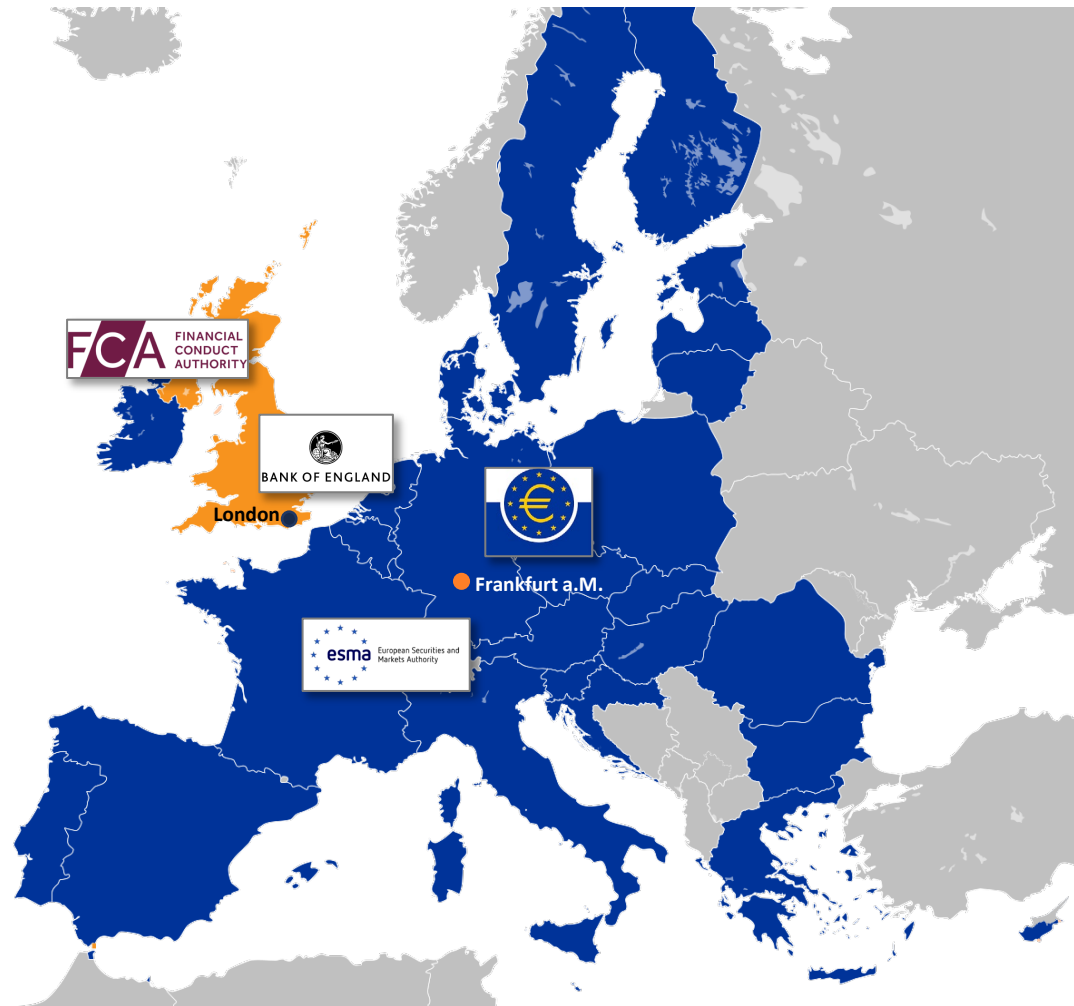 FCA
FINANCIAL
CONDUCT
AUTHORITY
BANK OF ENGLAND
London
€
Frankfurt a.M.
esma
European Securities and
Markets Authority